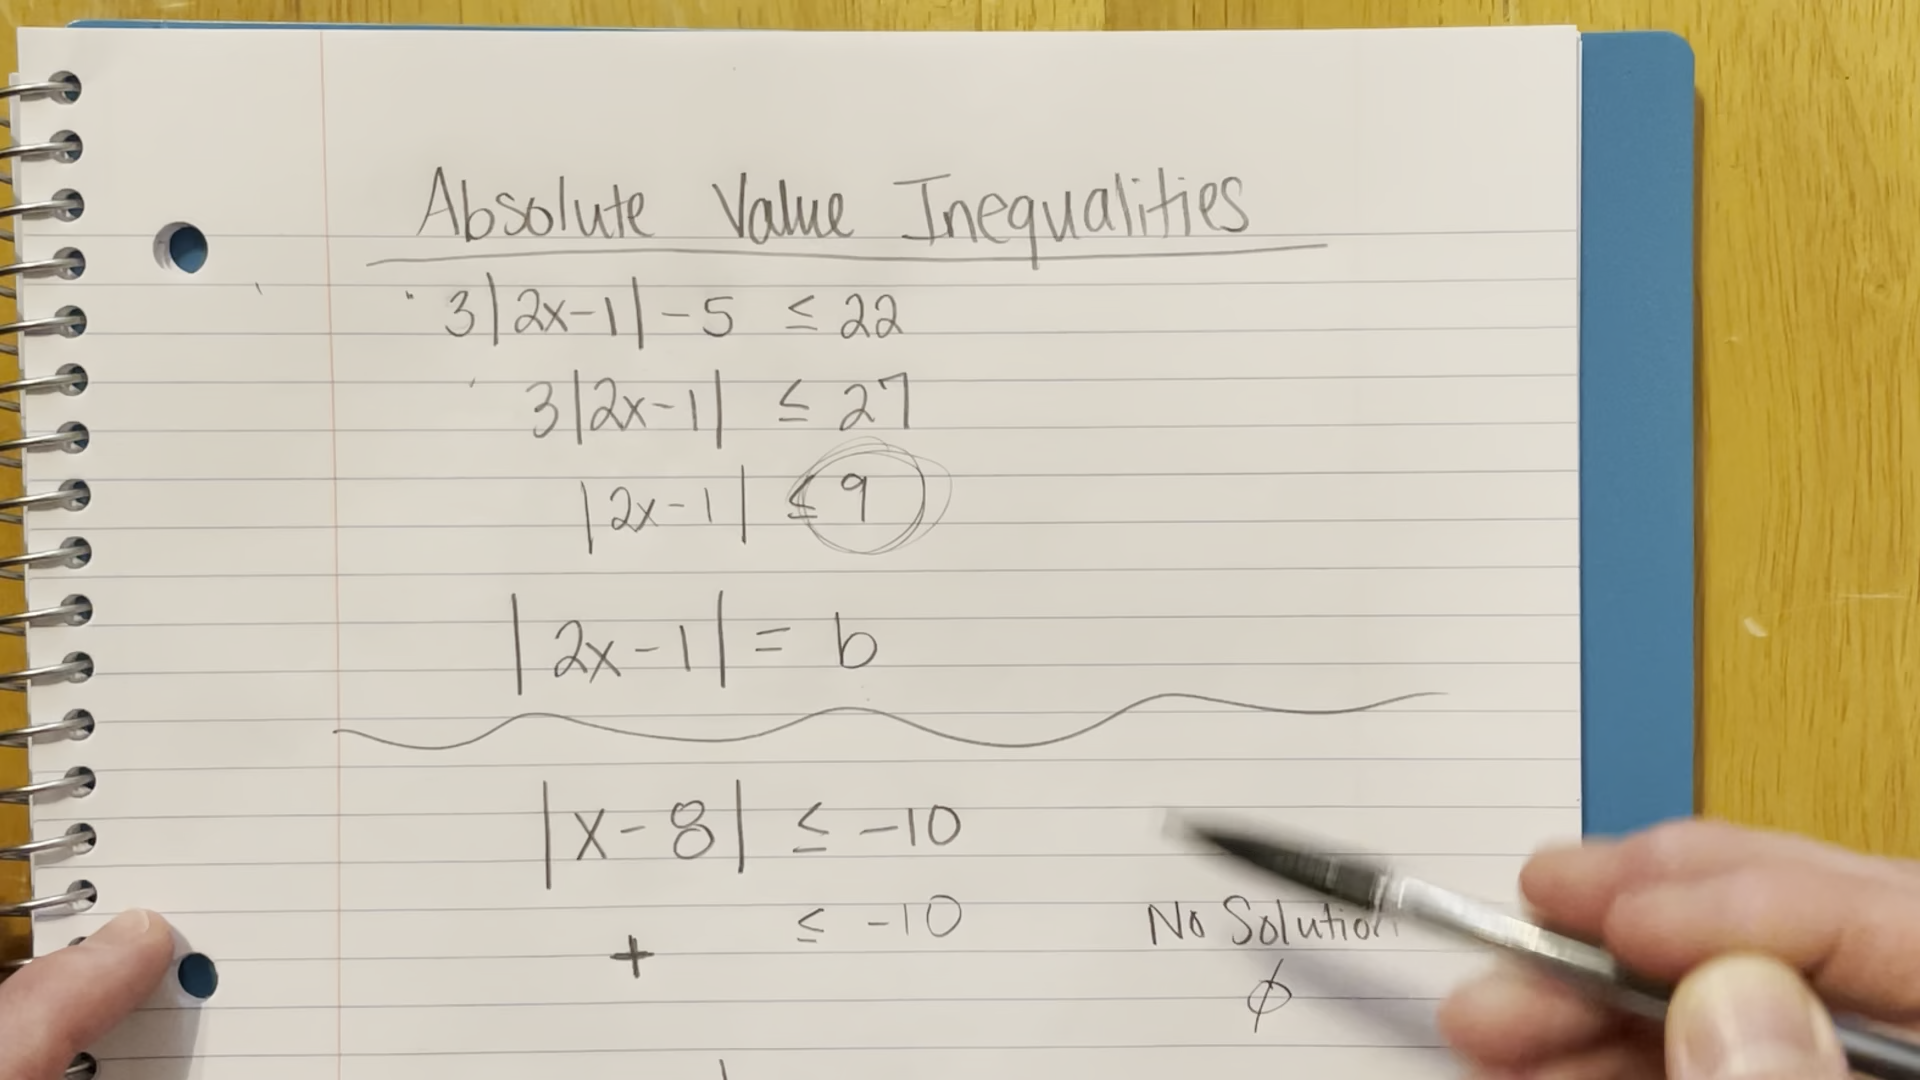 Absolute Value Inequalities
3|2x-1|-5 ≤ 22
3|2x-1| ≤ 27
|2x-1| ≤ 9
|2x-1| = b
|x-8| ≤ -10
≤ -10
+
No Solution
∅